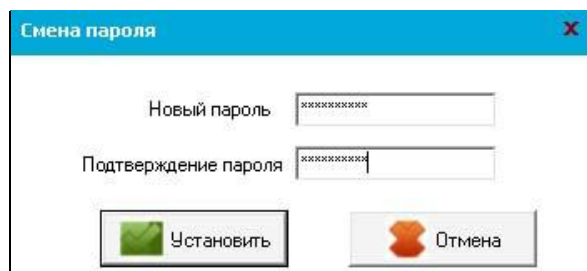 Смена пароля x
Новый пароль **********
Подтверждение пароля **********
Установить Отмена